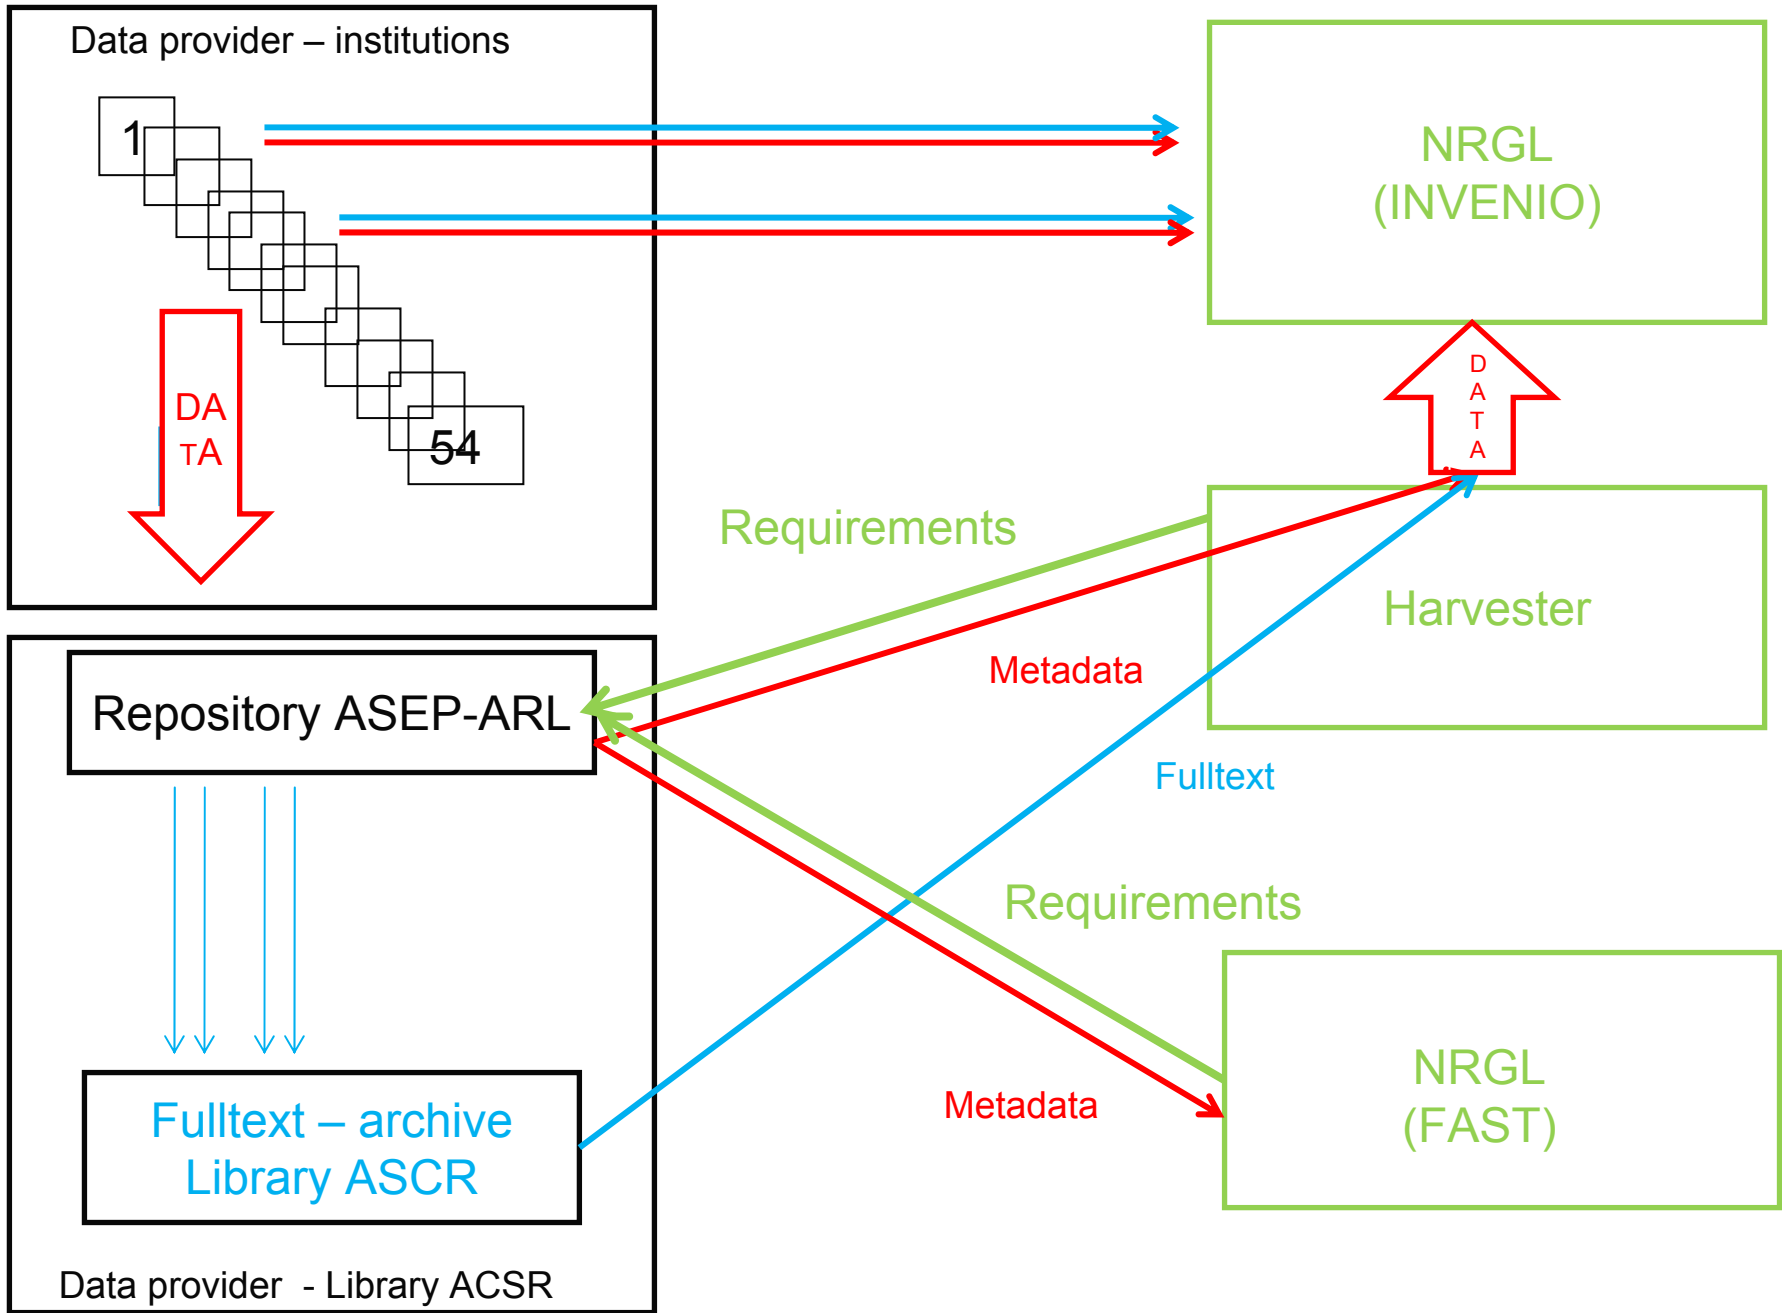 Data provider – institutions
1
54
DA
TA
NRGL
(INVENIO)
D
A
T
A
Requirements
Harvester
Metadata
Repository ASEP-ARL
Fulltext
Requirements
NRGL
(FAST)
Metadata
Fulltext – archive
Library ASCR
Data provider  - Library ACSR